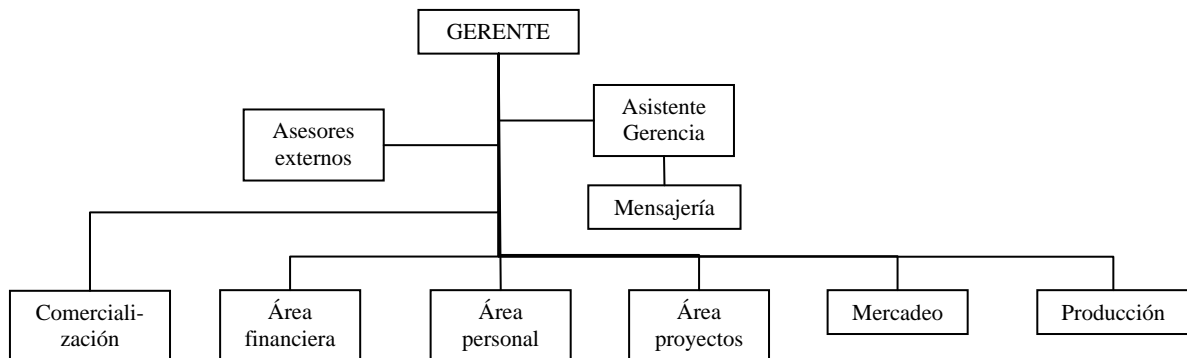 GERENTE
Asistente
Gerencia
Asesores
externos
Mensajería
Comerciali-
zación
Área
financiera
Área
personal
Área
proyectos
Mercadeo
Producción